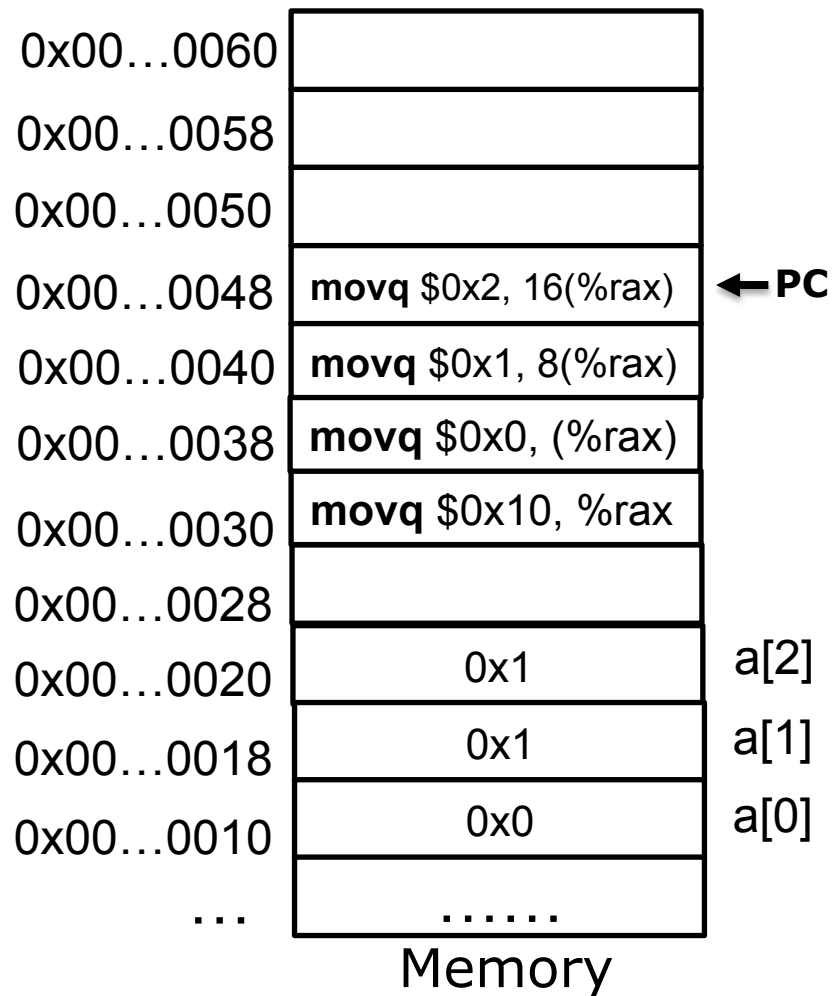 0x00…0060
0x00…0058
0x00…0050
0x00…0048 movq $0x2, 16(%rax) PC
0x00…0040 movq $0x1, 8(%rax)
0x00…0038 movq $0x0, (%rax)
0x00…0030 movq $0x10, %rax
0x00…0028
0x00…0020 0x1 a[2]
0x00…0018 0x1 a[1]
0x00…0010 0x0 a[0]
… ……
Memory